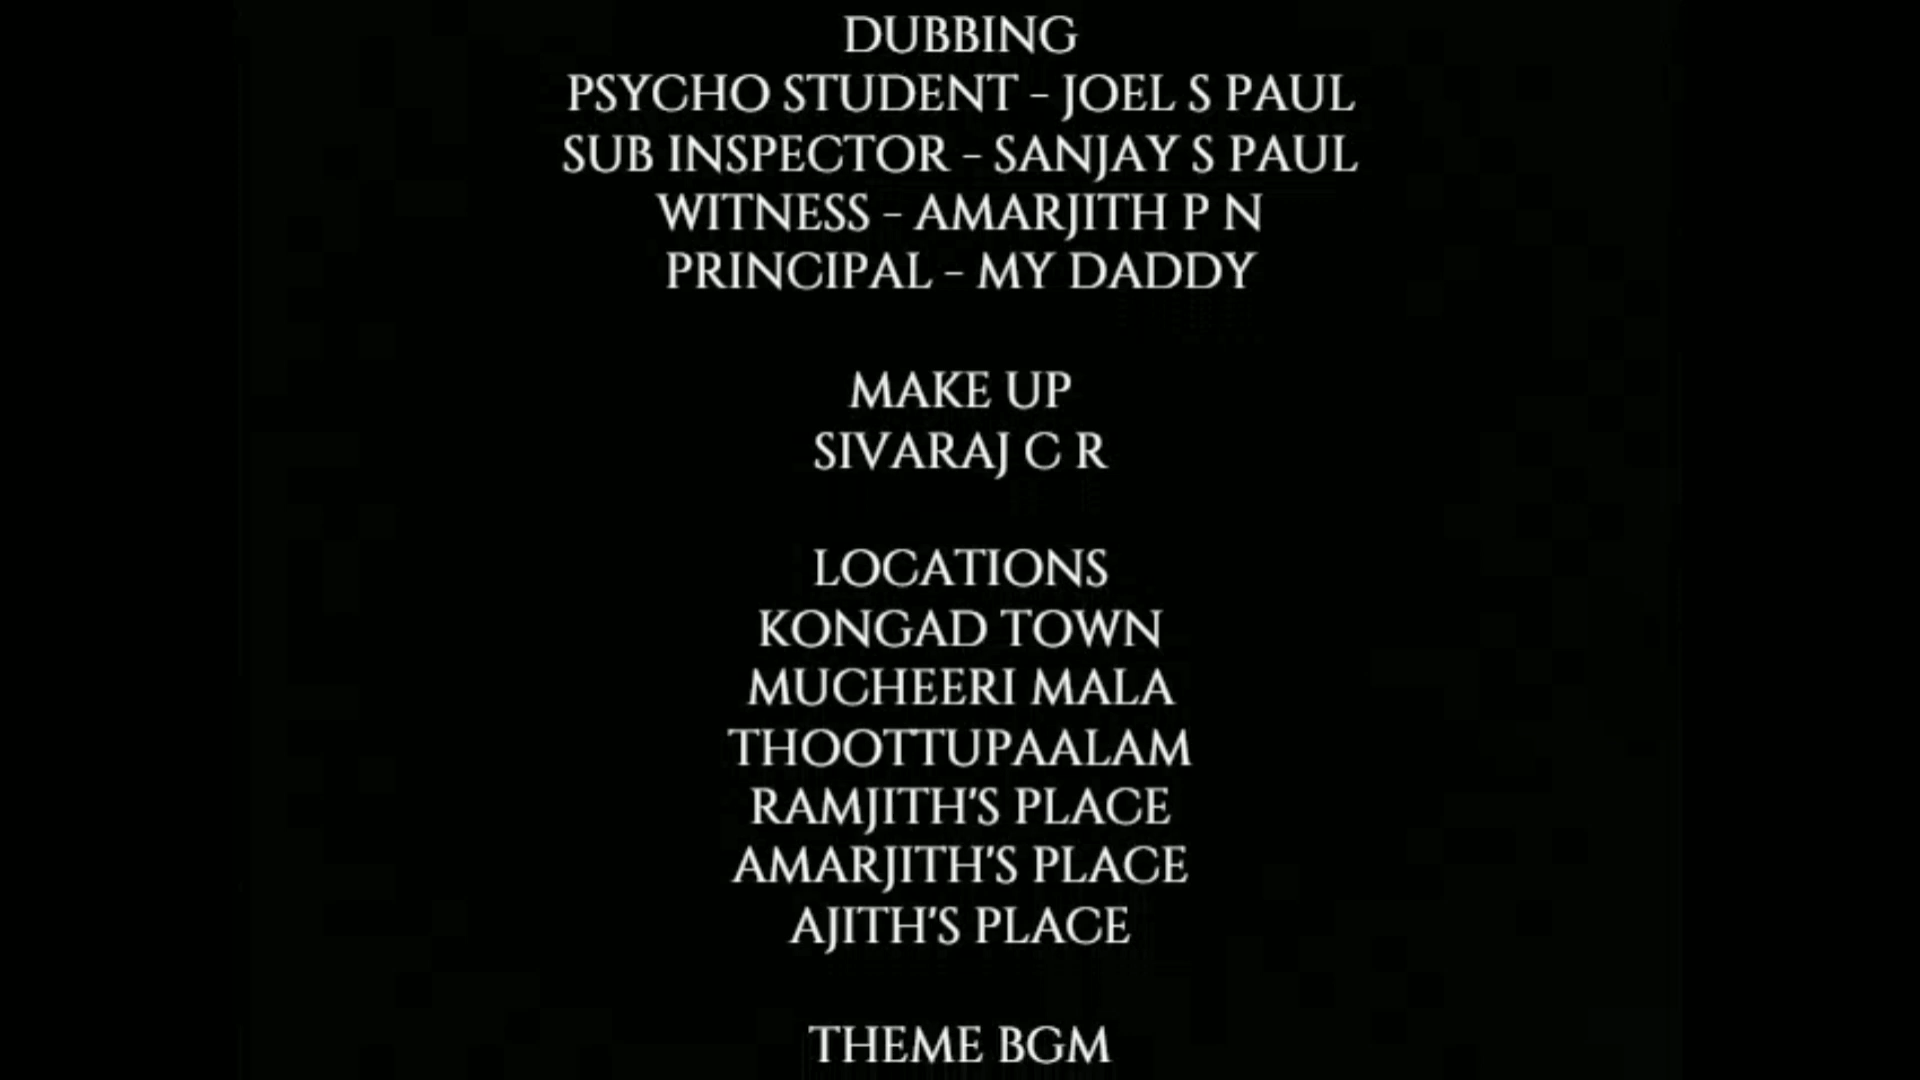 DUBBING
PSYCHO STUDENT - JOEL S PAUL
SUB INSPECTOR - SANJAY S PAUL
WITNESS - AMARJITH P N
PRINCIPAL - MY DADDY
MAKE UP
SIVARAJ C R
LOCATIONS
KONGAD TOWN
MUCHEERI MALA
THOOTTUPAALAM
RAMJITH'S PLACE
AMARJITH'S PLACE
AJITH'S PLACE
THEME BGM